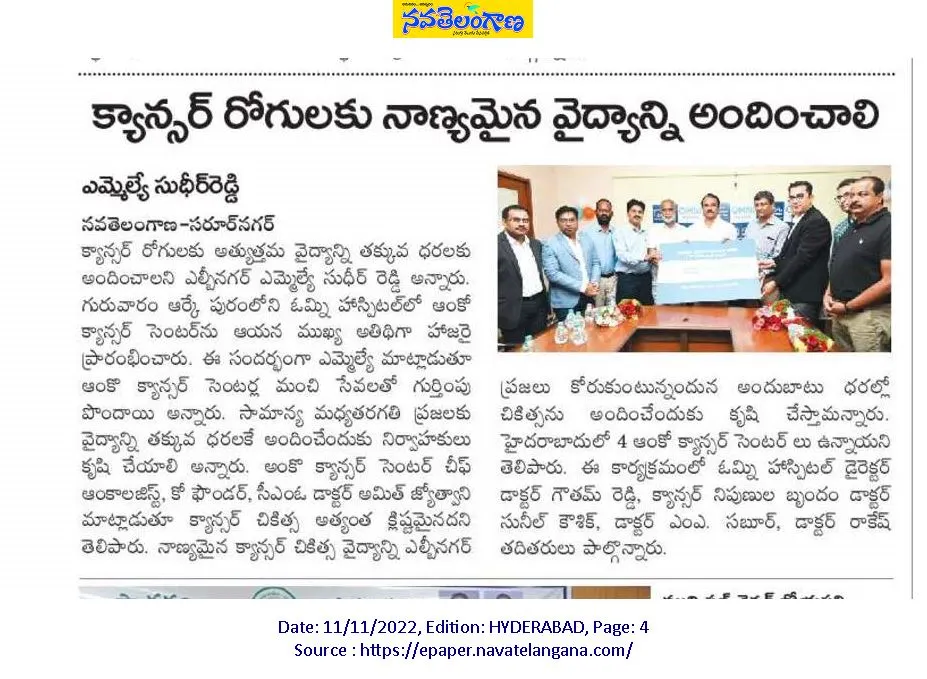 నవతెలంగాణ
క్యాన్సర్ రోగులకు నాణ్యమైన వైద్యాన్ని అందించాలి
ఎమ్మెల్యే సుధీర్‌రెడ్డి
నవతెలంగాణ-సరూర్‌నగర్
క్యాన్సర్ రోగులకు అత్యుత్తమ వైద్యాన్ని తక్కువ ధరలకు
అందించాలని ఎల్బీనగర్ ఎమ్మెల్యే సుధీర్ రెడ్డి అన్నారు.
గురువారం ఆర్కే పురంలోని ఓమ్ని హాస్పిటల్‌లో ఆంకో
క్యాన్సర్ సెంటర్‌ను ఆయన ముఖ్య అతిథిగా హాజరై
ప్రారంభించారు. ఈ సందర్భంగా ఎమ్మెల్యే మాట్లాడుతూ
ఆంకొ క్యాన్సర్ సెంటర్ల మంచి సేవలతో గుర్తింపు
పొందాయి అన్నారు. సామాన్య మధ్యతరగతి ప్రజలకు
వైద్యాన్ని తక్కువ ధరలకే అందించేందుకు నిర్వాహకులు
కృషి చేయాలి అన్నారు. అంకొ క్యాన్సర్ సెంటర్ చీఫ్
ఆంకాలజిస్ట్, కో ఫౌండర్, సీఎంఓ డాక్టర్ అమిత్ జ్యోత్వాని
మాట్లాడుతూ క్యాన్సర్ చికిత్స అత్యంత క్లిష్టమైనదని
తెలిపారు. నాణ్యమైన క్యాన్సర్ చికిత్స వైద్యాన్ని ఎల్బీనగర్
ప్రజలు కోరుకుంటున్నందున అందుబాటు ధరల్లో
చికిత్సను అందించేందుకు కృషి చేస్తామన్నారు.
హైదరాబాదులో 4 ఆంకో క్యాన్సర్ సెంటర్ లు ఉన్నాయని
తెలిపారు. ఈ కార్యక్రమంలో ఓమ్ని హాస్పిటల్ డైరెక్టర్
డాక్టర్ గౌతమ్ రెడ్డి, క్యాన్సర్ నిపుణుల బృందం డాక్టర్
సునీల్ కౌశిక్, డాక్టర్ ఎంఎ. సబూర్, డాక్టర్ రాకేష్
తదితరులు పాల్గొన్నారు.
Date: 11/11/2022, Edition: HYDERABAD, Page: 4
Source : https://epaper.navatelangana.com/